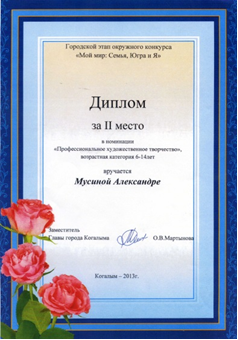 Городской этап окружного конкурса
«Мой мир: Семья, Югра и Я»
Диплом
за II место
в номинации
«Профессиональное художественное творчество»,
возрастная категория 6-14лет
вручается
Мусиной Александре
Заместитель
Главы города Когалыма
О.В.Мартынова
Когалым – 2013г.